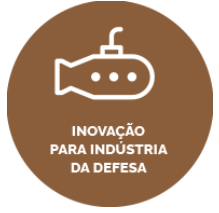 INOVAÇÃO
PARA INDÚSTRIA
DA DEFESA